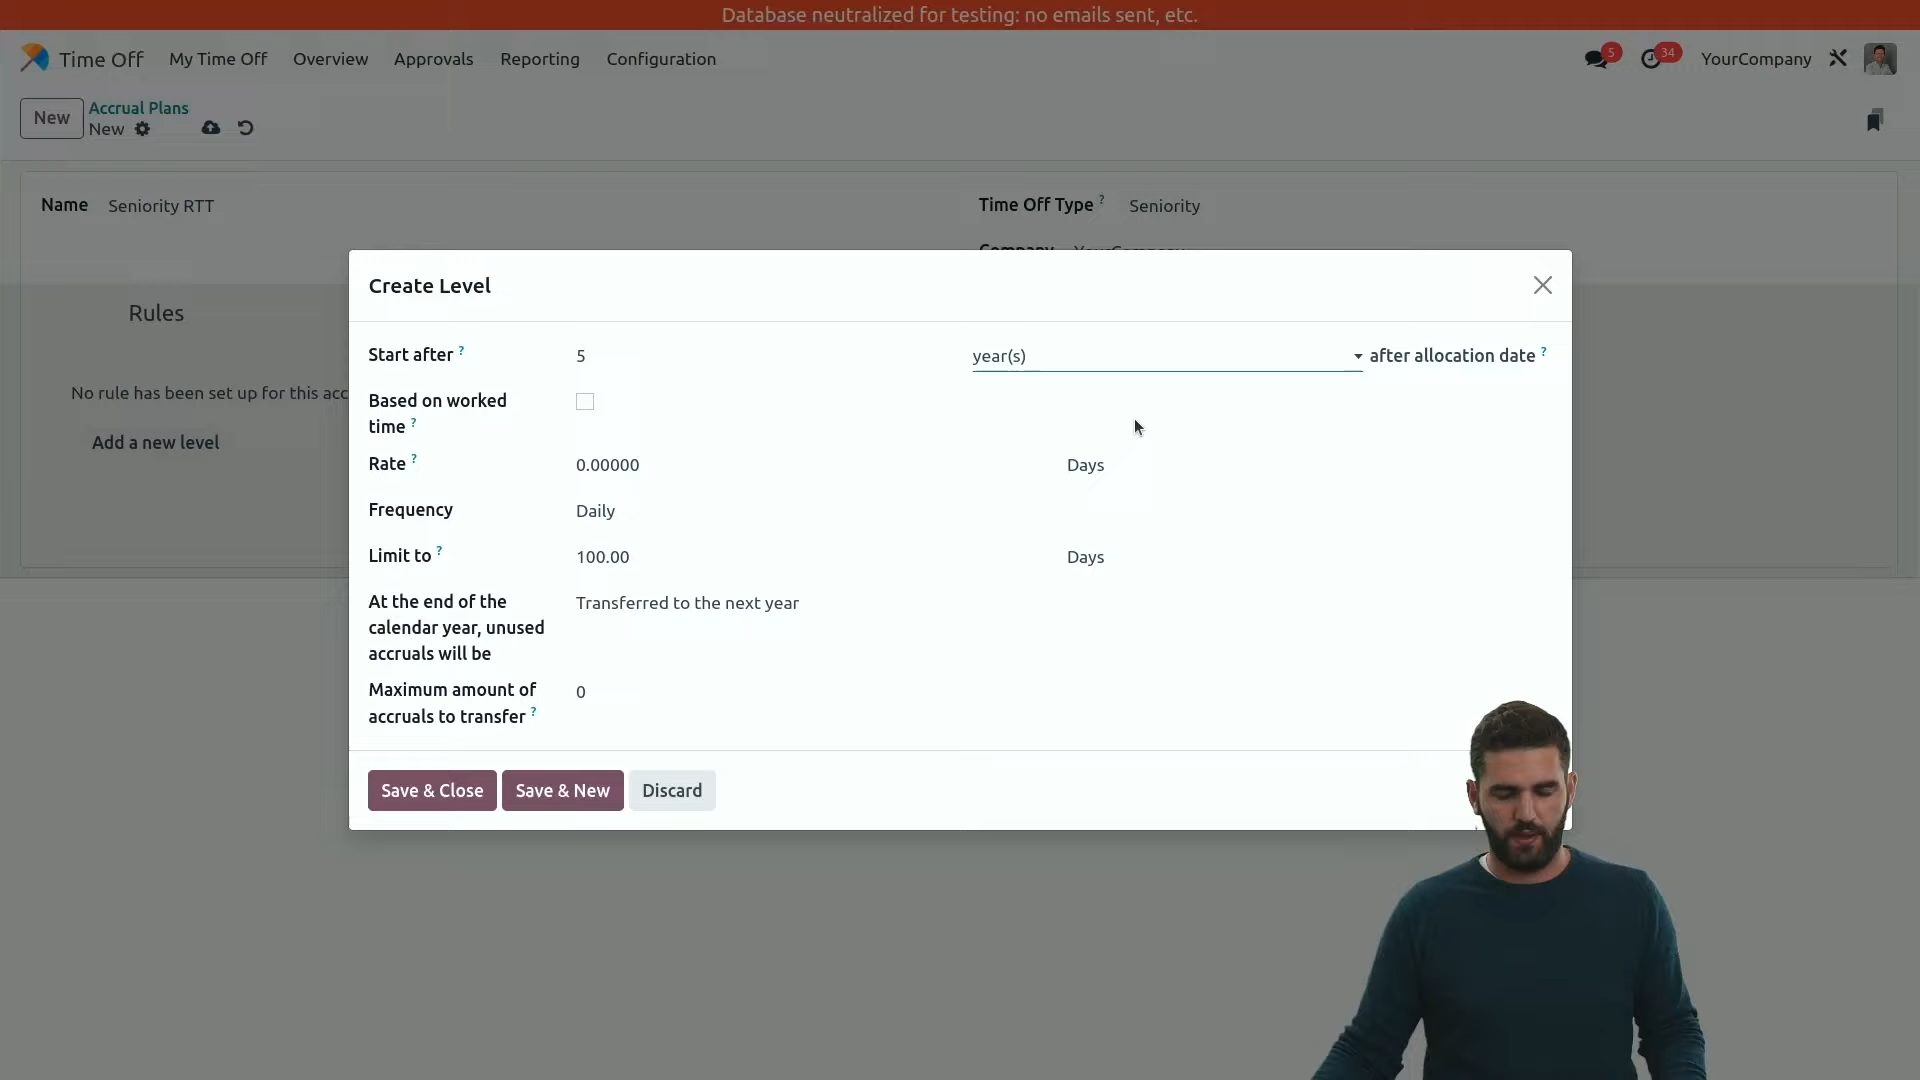 Database neutralized for testing: no emails sent, etc.
Time Off My Time Off Overview Approvals Reporting Configuration 5 34 YourCompany
New Accrual Plans
New
Name Seniority RTT Time Off Type ? Seniority
Company YourCompany
Create Level
Rules
Start after ? 5 year(s) after allocation date ?
No rule has been set up for this acc
Based on worked
time ?
Add a new level
Rate ? 0.00000 Days
Frequency Daily
Limit to ? 100.00 Days
At the end of the Transferred to the next year
calendar year, unused
accruals will be
Maximum amount of 0
accruals to transfer ?
Save & Close Save & New Discard